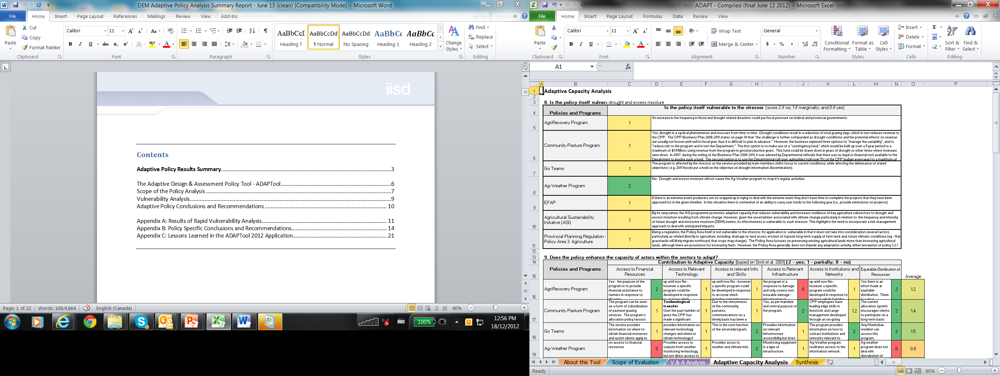 DEM Adaptive Policy Analysis Summary Report - June 13 (clean) [Compatibility Mode] - Microsoft Word
File Home Insert Page Layout References Mailings Review View Add-Ins
Paste
Cut
Copy
Format Painter
Clipboard
Calibri 11
Font
Paragraph
AaBbCcI AaBbCcDd AaBbCcDd AaBbCc AaBbCc
Heading 7 ¶ Normal No Spacing Heading 1 Heading 2
Change Styles
Styles
Find
Replace
Select
Editing
iisd
Contents
Adaptive Policy Results Summary 3
The Adaptive Design & Assessment Policy Tool - ADAPTool 6
Scope of the Policy Analysis 7
Vulnerability Analysis 9
Adaptive Policy Conclusions and Recommendations 10
Appendix A: Results of Rapid Vulnerability Analysis 11
Appendix B: Policy Specific Conclusions and Recommendations 14
Appendix C: Lessons Learned in the ADAPTool 2012 Application 21
Page: 1 of 22 Words: 109/4,664 English (Canada) 90%
100% 12:56 PM
18/12/2012
ADAPT - Compiled (final June 12 2012) - Microsoft Excel
File Home Insert Page Layout Formulas Data Review View
Paste
Clipboard
Calibri 11
Font
Wrap Text
Merge & Center
Alignment
General
Number
Conditional Formatting Format as Table Cell Styles
Styles
Insert
Delete
Format
Cells
Sort & Filter Find & Select
Editing
A1 fx
A B C D E F G H I J K L M N O P
1 Adaptive Capacity Analysis
2
3 8. Is the policy itself vulnera drought and excess moisture
Is the policy itself vulnerable to the stressor (score 2 if no; 1 if marginally; and 0 if yes)
4 Policies and Programs
An increase in the frequency in flood and drought related disasters could put fiscal pressure on federal and provincial governments.
5 AgriRecovery Program 1
Yes, drought is a cyclical phenomenon and reoccurs from time to time. Drought conditions result in a reduction of total grazing days, which in turn reduces revenue to
the CPP. The CPP Business Plan 2006-2011 states on page 30 that "the challenge is further compunded as drought conditions and the potential effects on revenue
are usually not known until well in fiscal year, thus it is difficult to plan in advance." However, the business explored three options to "manage the variability", and to
"reduce risk to the program and in turn the Department." The first option is to make use of a "contingency fund," which would be built up over a 5 year period to a
maximum of $1 Million, using revenue from the program in good production years. This fund could be drawn down in years of drought or other times where revenues
were down. In 2007, during the writing of the Business Plan 2006-2011, it was advised by Departmental officials that there was no legal or financial tool available to the
Department to invoke such a fund. The second option is to use the Departmental roll-over authorities (roll-over 5% of the CPP budget every year) to a maximum of
6 Community Pasture Program 1
The program is affected by the stressor as the service provided by team members shifts focus to current conditions, while affecting the deliverance of stated
objectives ( e.g. 2011 floods put a hold on the objective on drought information dissemination).
7 Go Teams 1
No. Drought and excess moisture will not cause the Ag-Weather program to stop it's regular activities.
8 Ag-Weather Program 2
If there is an extreme event producers are so wrapped up in trying to deal with the extreme event they don't have time to complete the projects that they have been
approved for in the given timeline. In this situation there is somewhat of an ability to carry over funds to the following year (i.e., provide extensions on projects)
9 EFAP 1
By its very nature, the ASI programme promotes adaptive capacity that reduces vulnerability and increases resilience of key agriculture subsectors to drought and
excess moisture resulting from climate change. However, given the uncertainties associated with climate change particularly in relation to the frequency and intensity
of future drought and excessive moisture (DEM) events, its effectiveness is vulnerable to such stressor. This highlights the need to incorporate a risk management
approach to deal with anticipated impacts.
10 Agricultural Sustainability Initiative (ASI) 1
Being a regulation, the Policy Area itself is not vulnerable to the stressor. Its application is vulnerable in that it does not take into consideration several factors,
particularly as related directly to agriculture, including: drainage re: land acces; erosion of topsoil; long-term supply of farm land; and, future climatic conditions (eg - that
grasslands will likely migrate northward, that crops may change). The Policy Area focuses on preserving existing agricultural lands more than increasing agricultural
lands, although there are provisions for increasing them. However, the Policy Area generally does not impede any adaptation activity, either (exception of policy 3.2.1
11 Provincial Planning Regulation - Policy Area 3: Agriculture 1
12
13 9. Does the policy enhance the capacity of actors within the sectors to adapt?
14 Contribution to Adaptive Capacity [based on Smit et al. 2001] (2 - yes; 1 - partially; 0 - no)
15 Policies and Programs
Access to Financial Resources
Access to Relevant Technology
Access to relevant Info and Skills
Access to Relevant Infrastructure
Access to Institutions and Networks
Equitable Distribution of Resources
Average
16 AgriRecovery Program
Yes - the purpose of the program is to provide financial assistance to farmers in response to
2
up until now No - however a specific program could be developed in response
1
up until now No - however a specific program could be developed in response to an issue which
1
the program is a response to damage and only covers non-insurable damage -
0
up until now No - however a specific program could be developed in response to
1
Yes there is an effort made at equitable distribution. There
2
1.2
17 Community Pasture Program
The program can be seen as a form of subsidization of pasture/ grazing services. The program's allocation policy favours
1
Technological transfer
Over the past number of years the CPP has made a significant
1
Due to the remoteness of the community pastures, communications on a timely basis has been a
1
Yes, as per mandate and central purpose of the program.
2
CPP employees have leading edge skills in livestock and range management developed through an on-going
1.2
The current allocation system encourages clients to participate on a long-term basis
2
1.4
18 Go Teams
The service provides information on where to obtain financial resources and assist clients apply to
1
provides information on relevant technology changes and where to obtain technology if
1
This is the core function of the service/program.
2
Provides information on relevant infrustructure accessibility but does
1
The program provides information on how to contact institutions and networks relevant to
2
Any Manitoban resident can access this program.
2
1.5
19 Ag-Weather Program
no access to financial resources
0
Provides access to outputs from weather monitoring technology, but not direct access to
1
Provides acces to weather and climate info.
2
Monitoring equipment is a type of infrastructure.
1
Ag-Weather program facilitates access to the information network.
1
Ag-weather program does not deal with distrubution of
0
0.8
About this Tool Scope of Evaluation V & A Analysis Adaptive Capacity Analysis Synthesis
Ready 60%